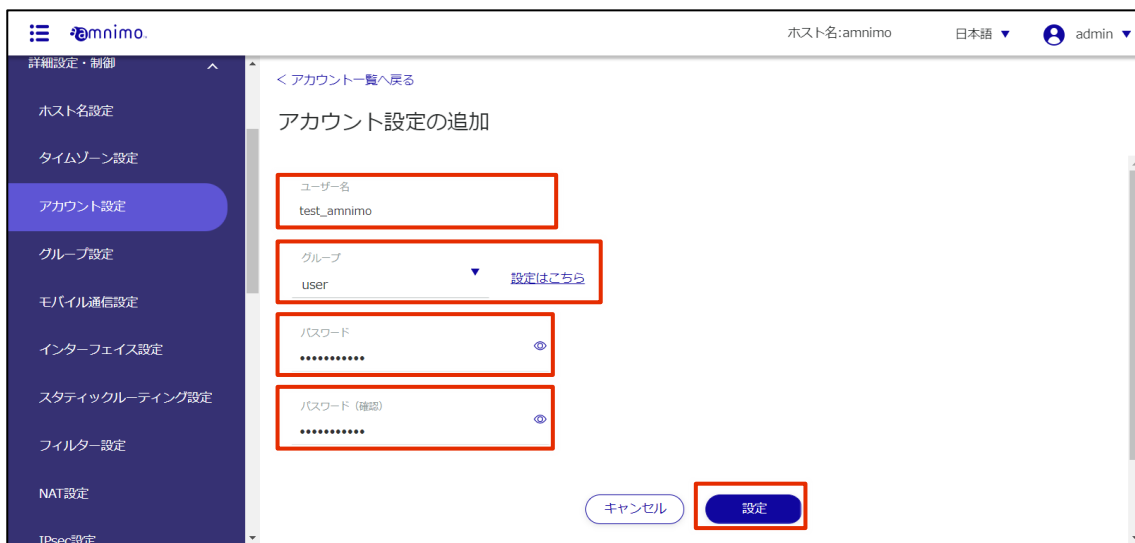 amnimo.
ホスト名:amnimo
日本語 ▼
admin ▼
詳細設定・制御
ホスト名設定
タイムゾーン設定
アカウント設定
グループ設定
モバイル通信設定
インターフェイス設定
スタティックルーティング設定
フィルター設定
NAT設定
IPsec設定
< アカウント一覧へ戻る
アカウント設定の追加
ユーザー名
test_amnimo
グループ
user ▼ 設定はこちら
パスワード
•••••••••••
パスワード（確認）
•••••••••••
キャンセル 設定